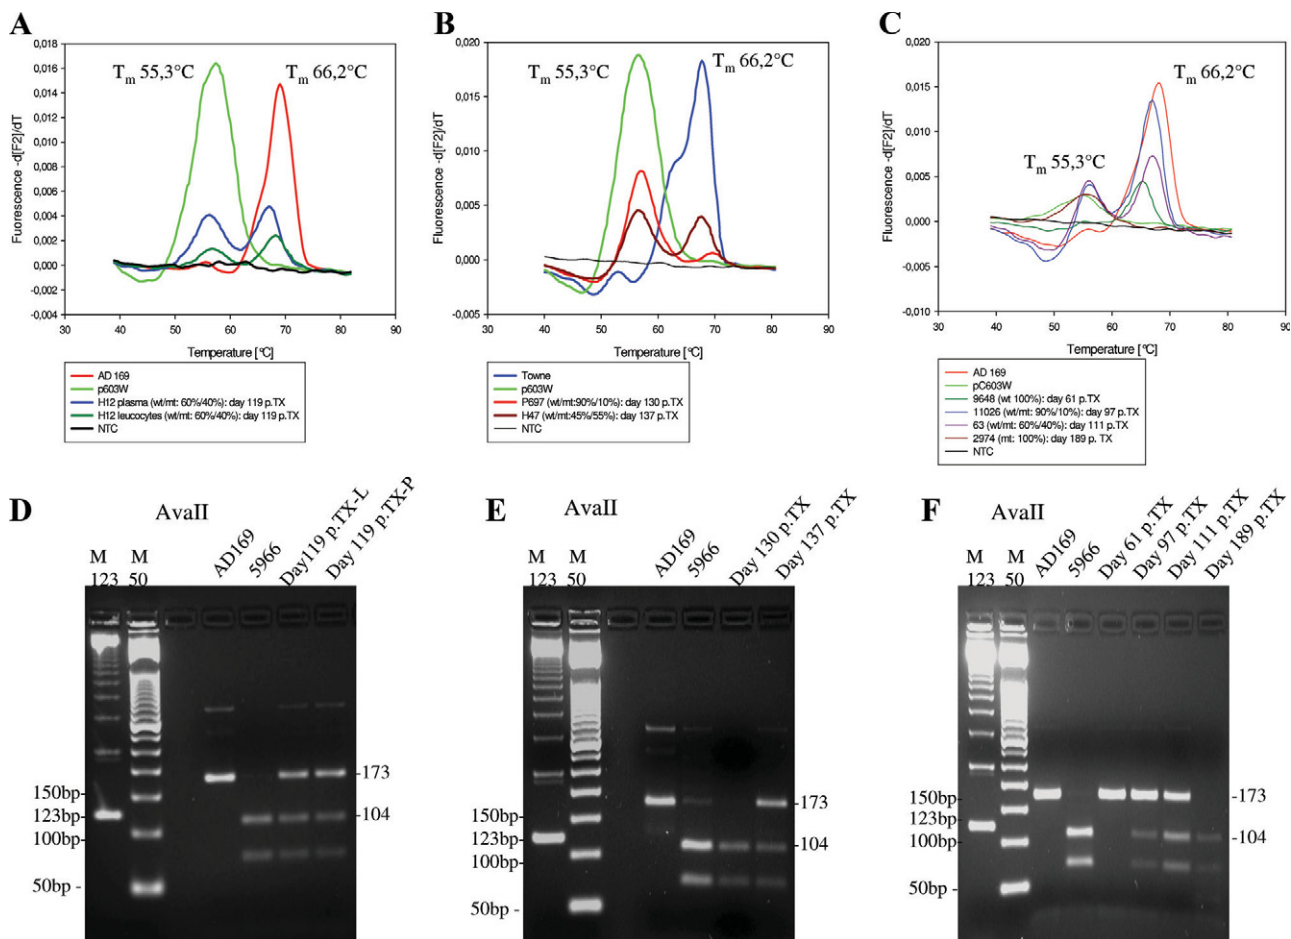 A
0,018
0,016
0,014
0,012
0,010
0,008
0,006
0,004
0,002
0,000
-0,002
-0,004
Fluorescence -d[F2]/dT
Tm 55,3°C
Tm 66,2°C
30 40 50 60 70 80 90
Temperature [°C]
AD 169
p603W
H12 plasma (wt/mt: 60%/40%): day 119 p.TX
H12 leucocytes (wt/mt: 60%/40%): day 119 p.TX
NTC
B
0,020
0,015
0,010
0,005
0,000
-0,005
Fluorescence -d[F2]/dT
Tm 55,3°C
Tm 66,2°C
30 40 50 60 70 80 90
Temperature [°C]
Towne
p603W
P697 (wt/mt:90%/10%): day 130 p.TX
H47 (wt/mt:45%/55%): day 137 p.TX
NTC
C
0,020
0,015
0,010
0,005
0,000
-0,005
-0,010
Fluorescence -d[F2]/dT
Tm 66,2°C
Tm 55,3°C
30 40 50 60 70 80 90
Temperature [°C]
AD 169
pC603W
9648 (wt 100%): day 61 p.TX
11026 (wt/mt: 90%/10%): day 97 p.TX
63 (wt/mt: 60%/40%): day 111 p.TX
2974 (mt: 100%): day 189 p. TX
NTC
D
AvaII
M
123
M
50
AD169
5966
Day119 p.TX-L
Day 119 p.TX-P
150bp
123bp
100bp
50bp -
-173
-104
E
AvaII
M
123
M
50
AD169
5966
Day 130 p.TX
Day 137 p.TX
150bp
123bp
100bp
50bp -
-173
-104
F
AvaII
M
123
M
50
AD169
5966
Day 61 p.TX
Day 97 p.TX
Day 111 p.TX
Day 189 p.TX
150bp
123bp
100bp
50bp -
-173
-104